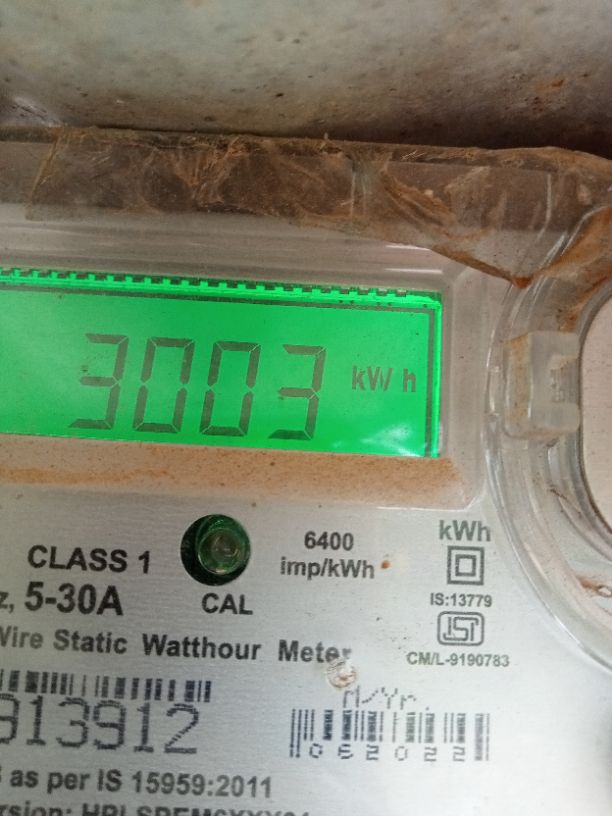 3003 kW h
6400 kWh
CLASS 1 imp/kWh
5-30A CAL IS:13779
Wire Static Watthour Meter CM/L-9190783
M/Yr.
913912 062022
as per IS 15959:2011